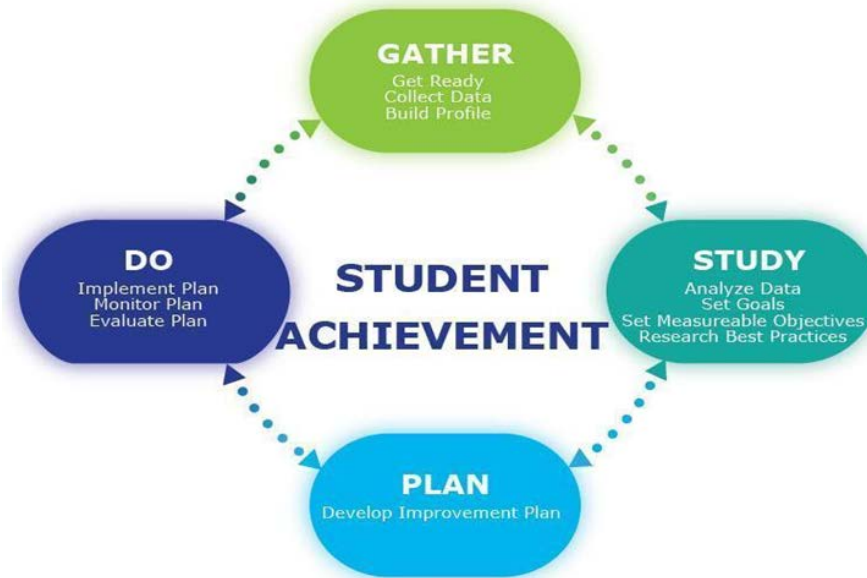 GATHER
Get Ready
Collect Data
Build Profile
DO
Implement Plan
Monitor Plan
Evaluate Plan
STUDENT
ACHIEVEMENT
STUDY
Analyze Data
Set Goals
Set Measureable Objectives
Research Best Practices
PLAN
Develop Improvement Plan